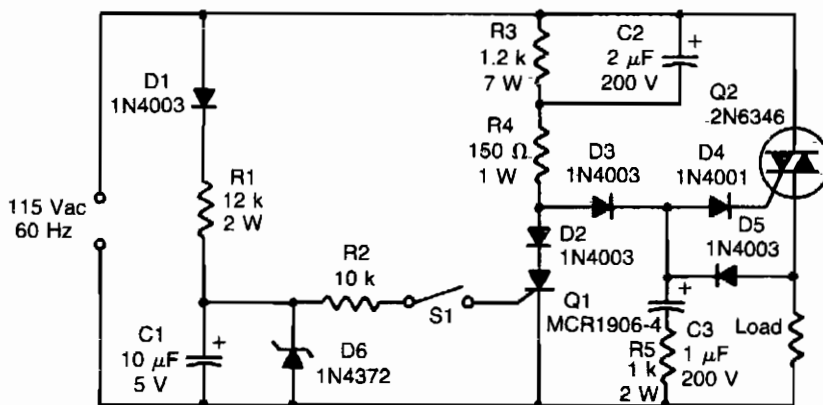 115 Vac
60 Hz
D1
1N4003
R1
12 k
2 W
C1
10 μF
5 V
+
R2
10 k
S1
D6
1N4372
R3
1.2 k
7 W
C2
2 μF
200 V
+
R4
150 Ω
1 W
D3
1N4003
D2
1N4003
Q1
MCR1906-4
D4
1N4001
Q2
2N6346
D5
1N4003
+
C3
1 μF
200 V
R5
1 k
2 W
Load